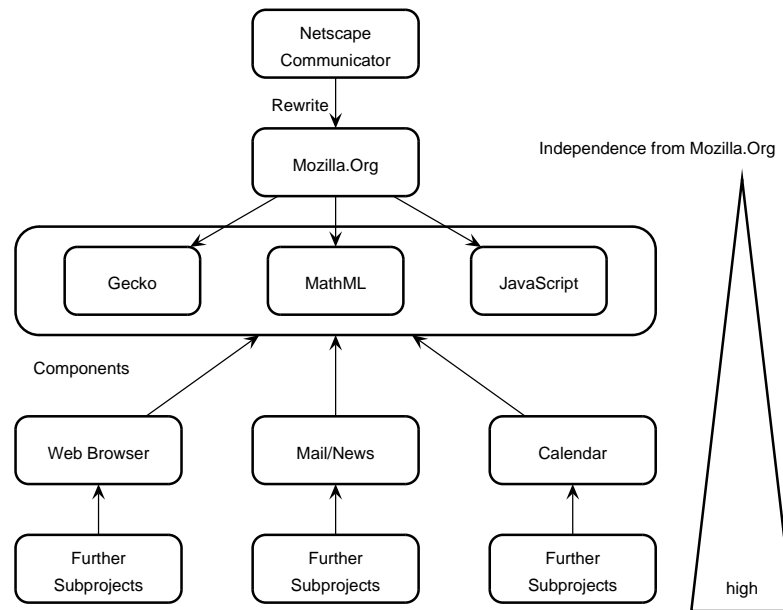 Netscape
Communicator
Rewrite
Mozilla.Org
Independence from Mozilla.Org
Gecko
MathML
JavaScript
Components
Web Browser
Mail/News
Calendar
Further
Subprojects
Further
Subprojects
Further
Subprojects
high